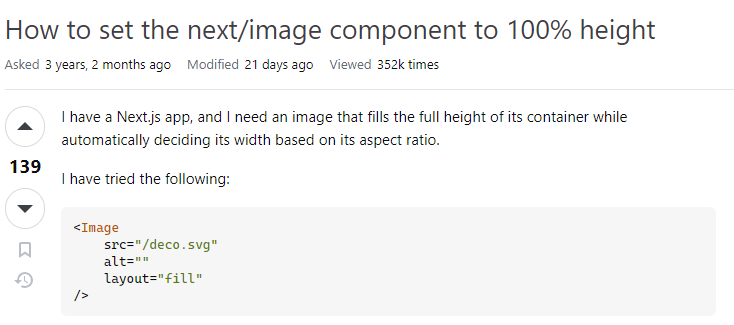 How to set the next/image component to 100% height
Asked 3 years, 2 months ago Modified 21 days ago Viewed 352k times
I have a Next.js app, and I need an image that fills the full height of its container while
automatically deciding its width based on its aspect ratio.
139
I have tried the following:
<Image
    src="/deco.svg"
    alt=""
    layout="fill"
/>